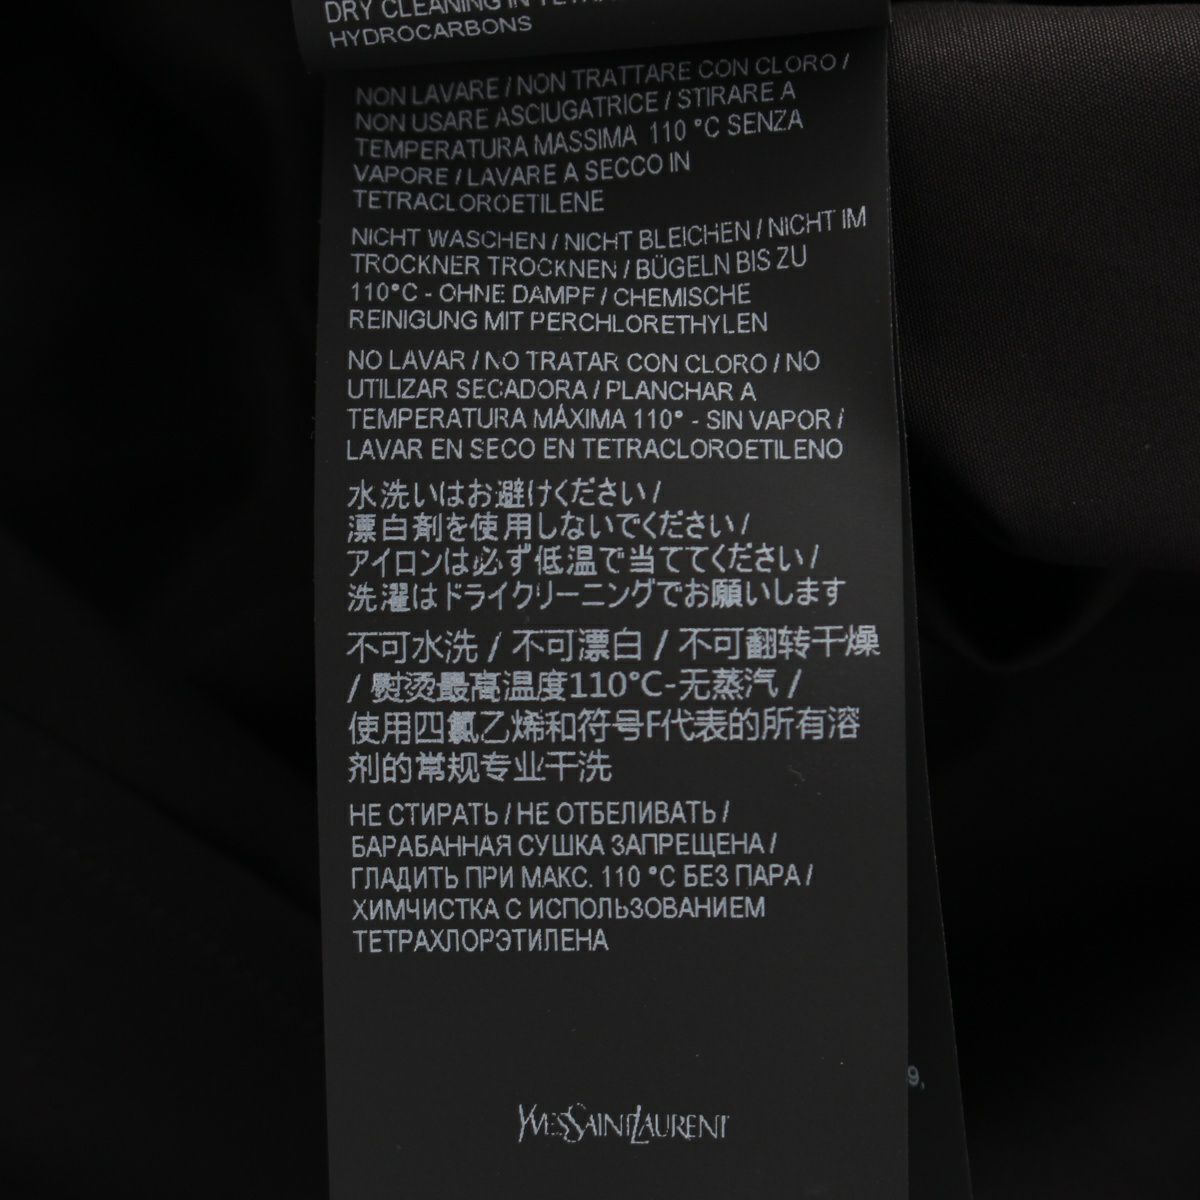 DRY CLEANING IN
HYDROCARBONS
NON LAVARE / NON TRATTARE CON CLORO /
NON USARE ASCIUGATRICE / STIRARE A
TEMPERATURA MASSIMA 110 °C SENZA
VAPORE / LAVARE A SECCO IN
TETRACLOROETILENE
NICHT WASCHEN / NICHT BLEICHEN / NICHT IM
TROCKNER TROCKNEN / BÜGELN BIS ZU
110°C - OHNE DAMPF / CHEMISCHE
REINIGUNG MIT PERCHLORETHYLEN
NO LAVAR / NO TRATAR CON CLORO / NO
UTILIZAR SECADORA / PLANCHAR A
TEMPERATURA MÁXIMA 110° - SIN VAPOR /
LAVAR EN SECO EN TETRACLOROETILENO
水洗いはお避けください /
漂白剤を使用しないでください /
アイロンは必ず低温で当ててください /
洗濯はドライクリーニングでお願いします
不可水洗 / 不可漂白 / 不可翻转干燥
/ 熨烫最高温度110°C-无蒸汽 /
使用四氯乙烯和符号F代表的所有溶
剂的常规专业干洗
НЕ СТИРАТЬ / НЕ ОТБЕЛИВАТЬ /
БАРАБАННАЯ СУШКА ЗАПРЕЩЕНА /
ГЛАДИТЬ ПРИ МАКС. 110 °C БЕЗ ПАРА /
ХИМЧИСТКА С ИСПОЛЬЗОВАНИЕМ
ТЕТРАХЛОРЭТИЛЕНА
9,
YVESSAINTLAURENT